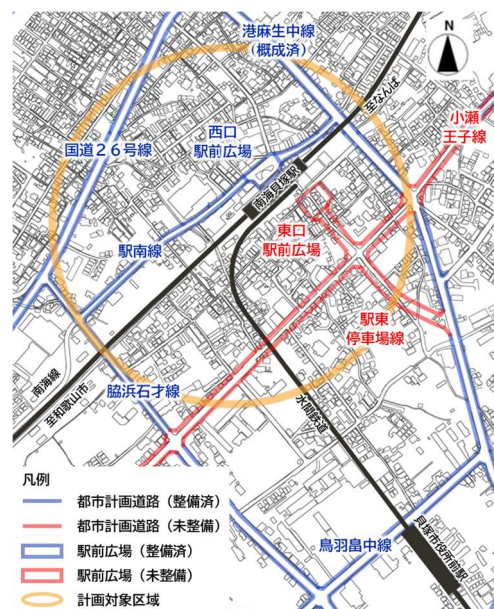 港麻生中線
（概成済）
N
至なんば
小瀬
王子線
西口
駅前広場
国道２６号線
南海貝塚駅
東口
駅前広場
駅南線
駅東
停車場線
南海線
至和歌山市
脇浜石才線
水間鉄道
鳥羽畠中線
貝塚市役所前駅
凡例
都市計画道路（整備済）
都市計画道路（未整備）
駅前広場（整備済）
駅前広場（未整備）
計画対象区域